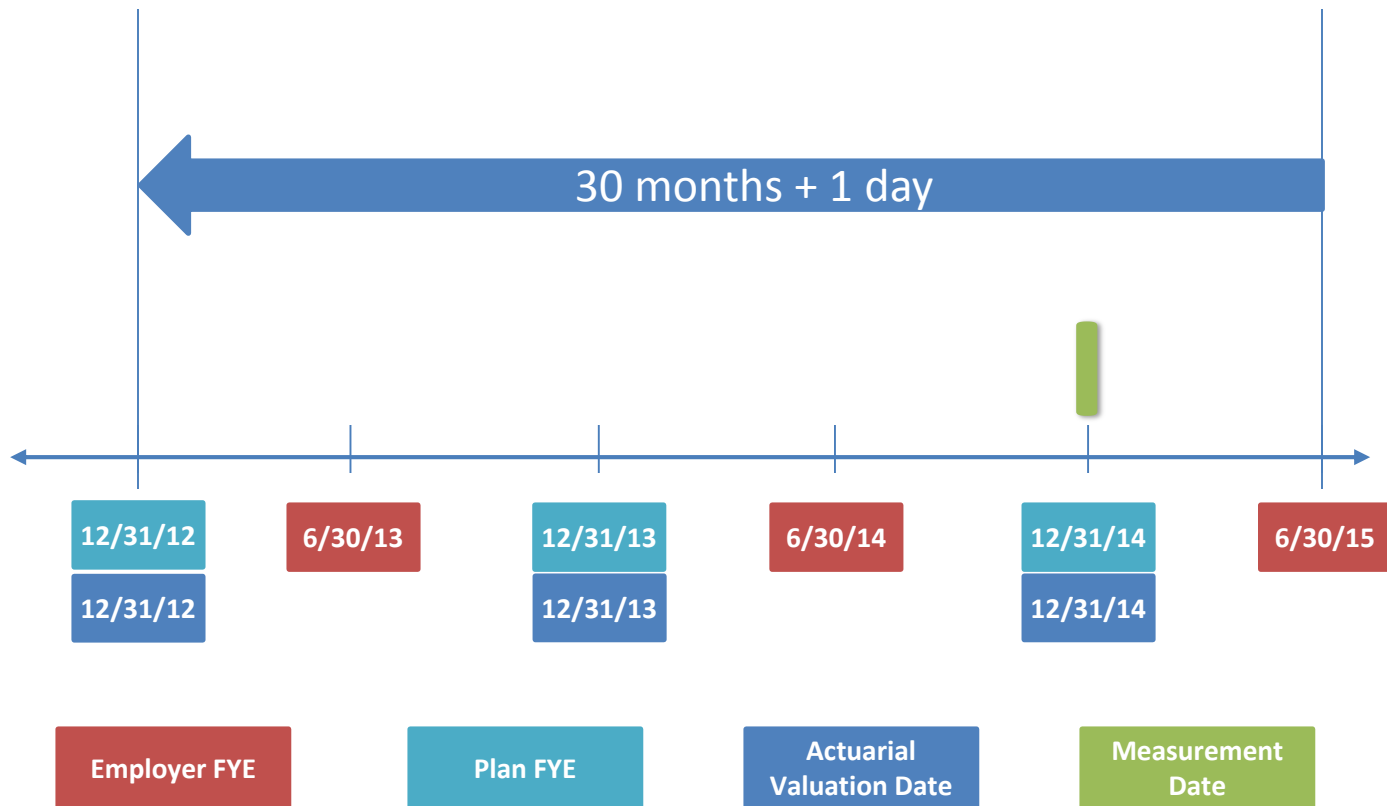 30 months + 1 day
12/31/12
6/30/13
12/31/13
6/30/14
12/31/14
6/30/15
12/31/12
12/31/13
12/31/14
Employer FYE
Plan FYE
Actuarial
Valuation Date
Measurement
Date